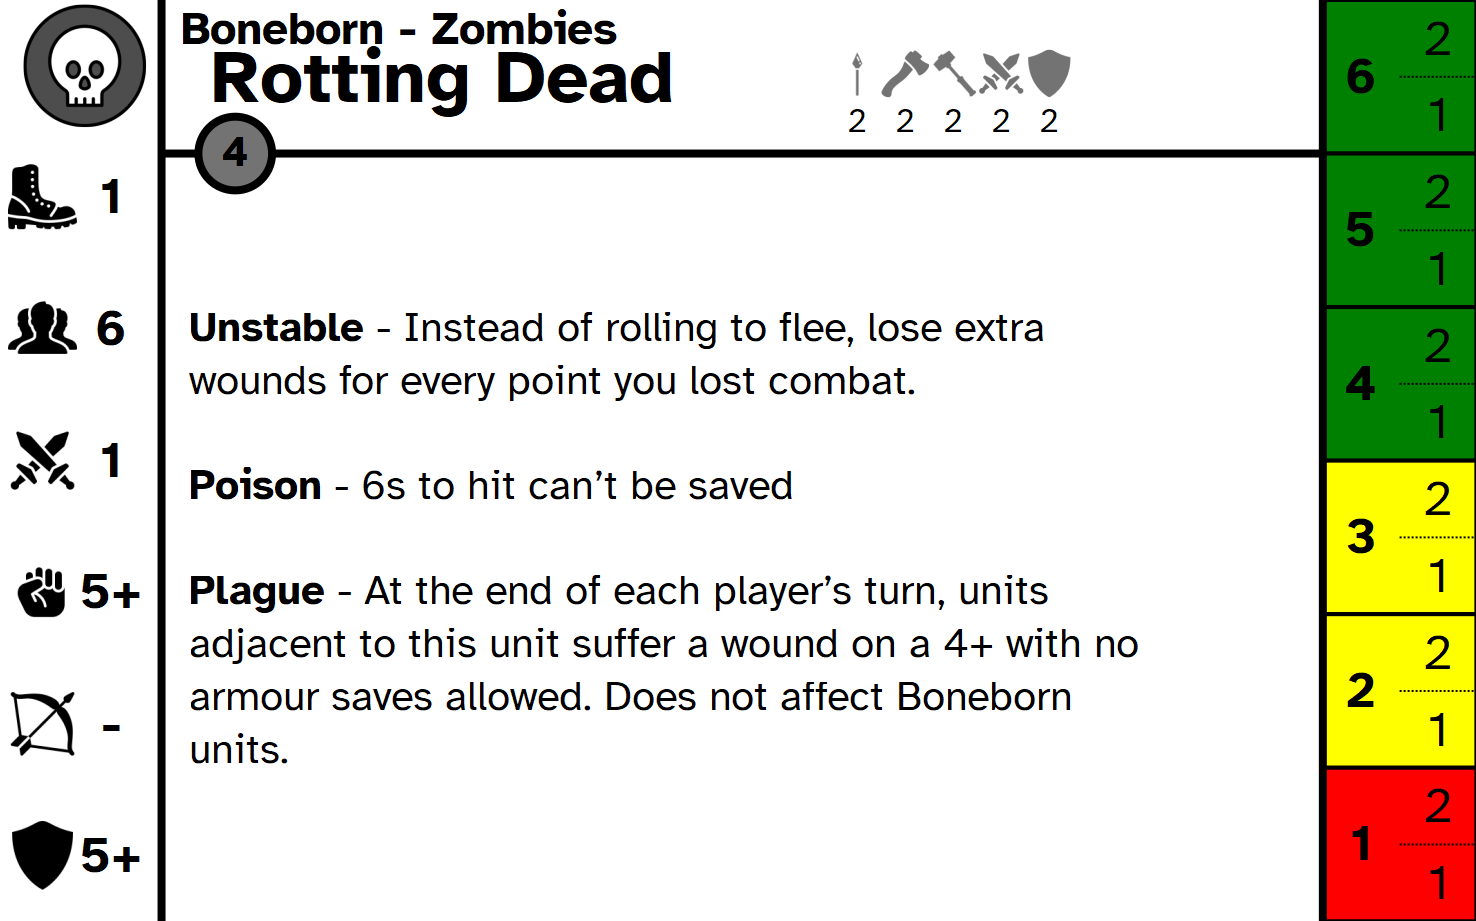 Boneborn - Zombies
Rotting Dead
2 2 2 2 2
4
1
6
1
5+
-
5+
Unstable - Instead of rolling to flee, lose extra
wounds for every point you lost combat.
Poison - 6s to hit can’t be saved
Plague - At the end of each player’s turn, units
adjacent to this unit suffer a wound on a 4+ with no
armour saves allowed. Does not affect Boneborn
units.
6 2
1
5 2
1
4 2
1
3 2
1
2 2
1
1 2
1